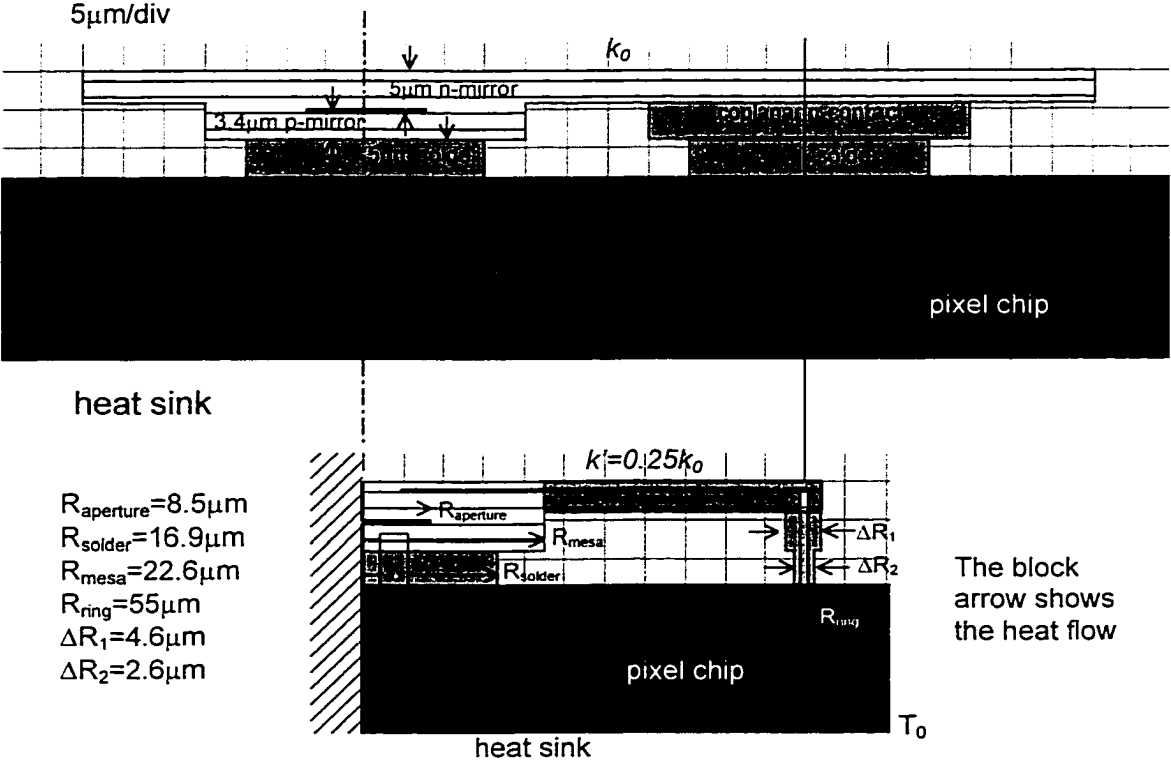 5μm/div
k₀
5μm n-mirror
3.4μm p-mirror
pixel chip
heat sink
k'=0.25k₀
R_aperture=8.5μm
R_solder=16.9μm
R_mesa=22.6μm
R_ring=55μm
ΔR₁=4.6μm
ΔR₂=2.6μm
R_aperture
R_mesa
R_solder
ΔR₁
ΔR₂
R_ring
The block
arrow shows
the heat flow
pixel chip
T₀
heat sink